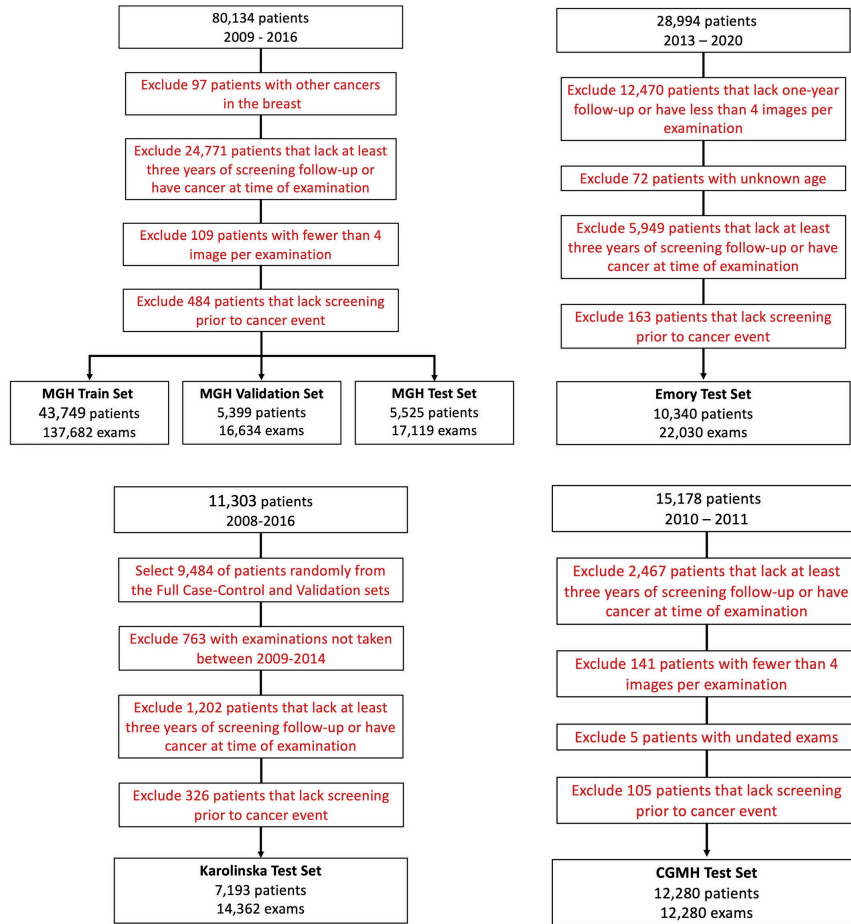 80,134 patients
2009 - 2016
Exclude 97 patients with other cancers
in the breast
Exclude 24,771 patients that lack at least
three years of screening follow-up or
have cancer at time of examination
Exclude 109 patients with fewer than 4
image per examination
Exclude 484 patients that lack screening
prior to cancer event
MGH Train Set
43,749 patients
137,682 exams
MGH Validation Set
5,399 patients
16,634 exams
MGH Test Set
5,525 patients
17,119 exams
28,994 patients
2013 – 2020
Exclude 12,470 patients that lack one-year
follow-up or have less than 4 images per
examination
Exclude 72 patients with unknown age
Exclude 5,949 patients that lack at least
three years of screening follow-up or have
cancer at time of examination
Exclude 163 patients that lack screening
prior to cancer event
Emory Test Set
10,340 patients
22,030 exams
11,303 patients
2008-2016
Select 9,484 of patients randomly from
the Full Case-Control and Validation sets
Exclude 763 with examinations not taken
between 2009-2014
Exclude 1,202 patients that lack at least
three years of screening follow-up or have
cancer at time of examination
Exclude 326 patients that lack screening
prior to cancer event
Karolinska Test Set
7,193 patients
14,362 exams
15,178 patients
2010 – 2011
Exclude 2,467 patients that lack at least
three years of screening follow-up or have
cancer at time of examination
Exclude 141 patients with fewer than 4
images per examination
Exclude 5 patients with undated exams
Exclude 105 patients that lack screening
prior to cancer event
CGMH Test Set
12,280 patients
12,280 exams